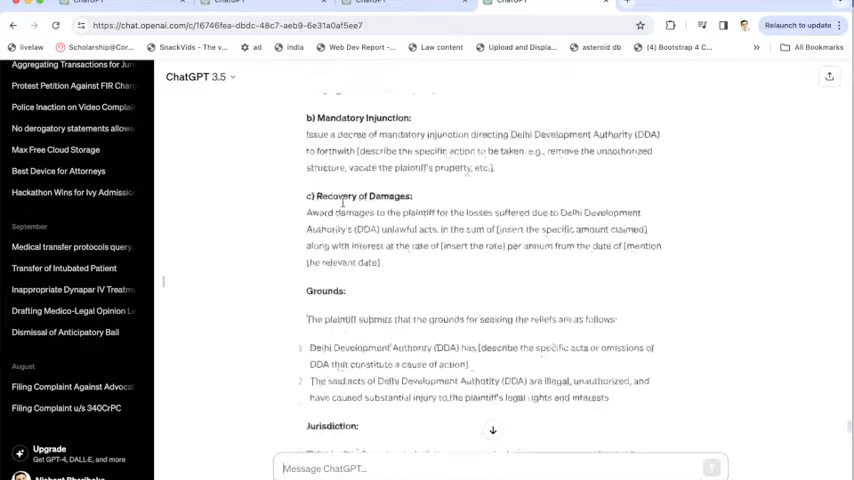 https://chat.openai.com/c/16746fea-dbdc-48c7-aeb9-6e31a0af5ee7
Relaunch to update
livelaw
Scholarship@Cor...
SnackVids - The v...
ad
India
Web Dev Report -...
Law content
Upload and Displa...
asteroid db
(4) Bootstrap 4 C...
»
All Bookmarks
Aggregating Transactions for Juri
Protest Petition Against FIR Chan
Police Inaction on Video Complai
No derogatory statements allowe
Max Free Cloud Storage
Best Device for Attorneys
Hackathon Wins for Ivy Admissio
September
Medical transfer protocols query.
Transfer of Intubated Patient
Inappropriate Dynapar IV Treatm
Drafting Medico-Legal Opinion Le
Dismissal of Anticipatory Bail
August
Filing Complaint Against Advocat
Filing Complaint u/s 340CrPC
Upgrade
Get GPT-4, DALL·E, and more
ChatGPT 3.5
b) Mandatory Injunction:
Issue a decree of mandatory injunction directing Delhi Development Authority (DDA)
to forthwith [describe the specific action to be taken, e.g., remove the unauthorized
structure, vacate the plaintiff's property, etc.].
c) Recovery of Damages:
Award damages to the plaintiff for the losses suffered due to Delhi Development
Authority's (DDA) unlawful acts, in the sum of [insert the specific amount claimed]
along with interest at the rate of [insert the rate] per annum from the date of [mention
the relevant date]
Grounds:
The plaintiff submits that the grounds for seeking the reliefs are as follows:
1 Delhi Development Authority (DDA) has [describe the specific acts or omissions of
DDA that constitute a cause of action]
2 The said acts of Delhi Development Authority (DDA) are illegal, unauthorized, and
have caused substantial injury to the plaintiff's legal rights and interests
Jurisdiction:
Message ChatGPT...